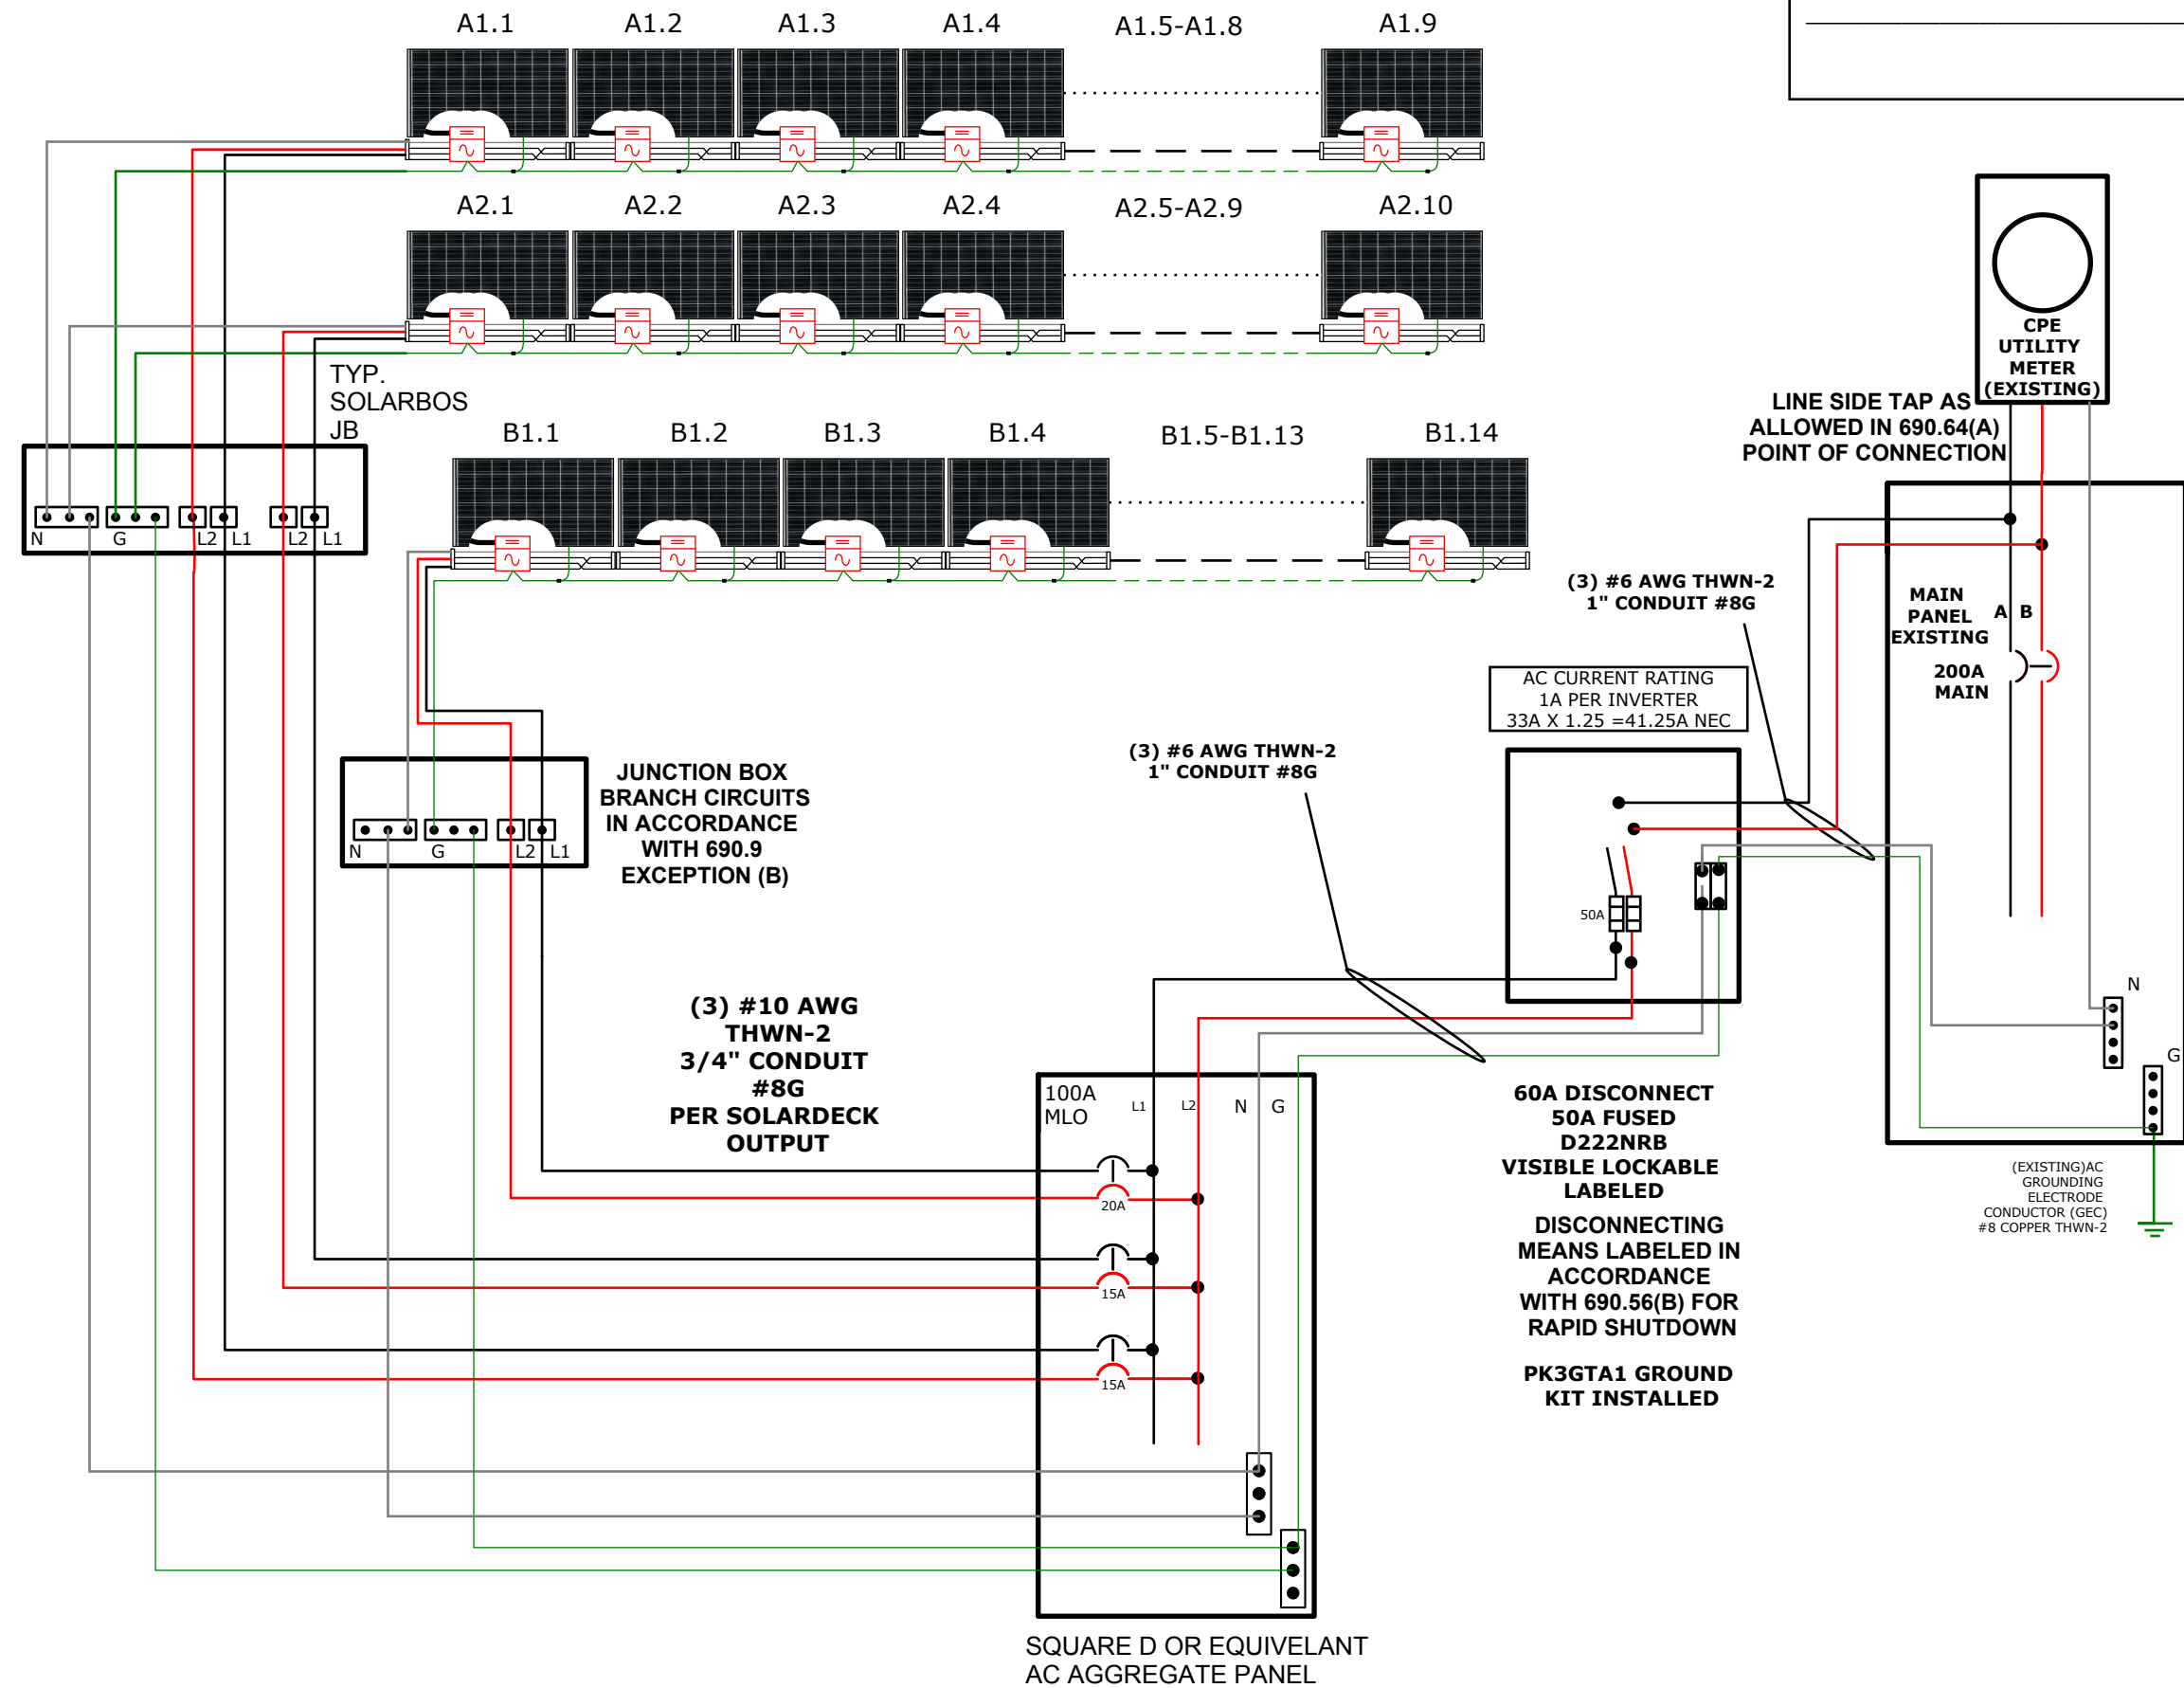 A1.1 A1.2 A1.3 A1.4 A1.5-A1.8 A1.9
A2.1 A2.2 A2.3 A2.4 A2.5-A2.9 A2.10
TYP.
SOLARBOS
JB
N G L2 L1 L2 L1
B1.1 B1.2 B1.3 B1.4 B1.5-B1.13 B1.14
CPE
UTILITY
METER
(EXISTING)
LINE SIDE TAP AS
ALLOWED IN 690.64(A)
POINT OF CONNECTION
(3) #6 AWG THWN-2
1" CONDUIT #8G
MAIN
PANEL
EXISTING
A B
200A
MAIN
AC CURRENT RATING
1A PER INVERTER
33A X 1.25 =41.25A NEC
(3) #6 AWG THWN-2
1" CONDUIT #8G
JUNCTION BOX
BRANCH CIRCUITS
IN ACCORDANCE
WITH 690.9
EXCEPTION (B)
N G L2 L1
50A
(3) #10 AWG
THWN-2
3/4" CONDUIT
#8G
PER SOLARDECK
OUTPUT
N
G
100A
MLO
L1 L2 N G
20A
15A
15A
60A DISCONNECT
50A FUSED
D222NRB
VISIBLE LOCKABLE
LABELED
DISCONNECTING
MEANS LABELED IN
ACCORDANCE
WITH 690.56(B) FOR
RAPID SHUTDOWN
PK3GTA1 GROUND
KIT INSTALLED
(EXISTING)AC
GROUNDING
ELECTRODE
CONDUCTOR (GEC)
#8 COPPER THWN-2
SQUARE D OR EQUIVELANT
AC AGGREGATE PANEL